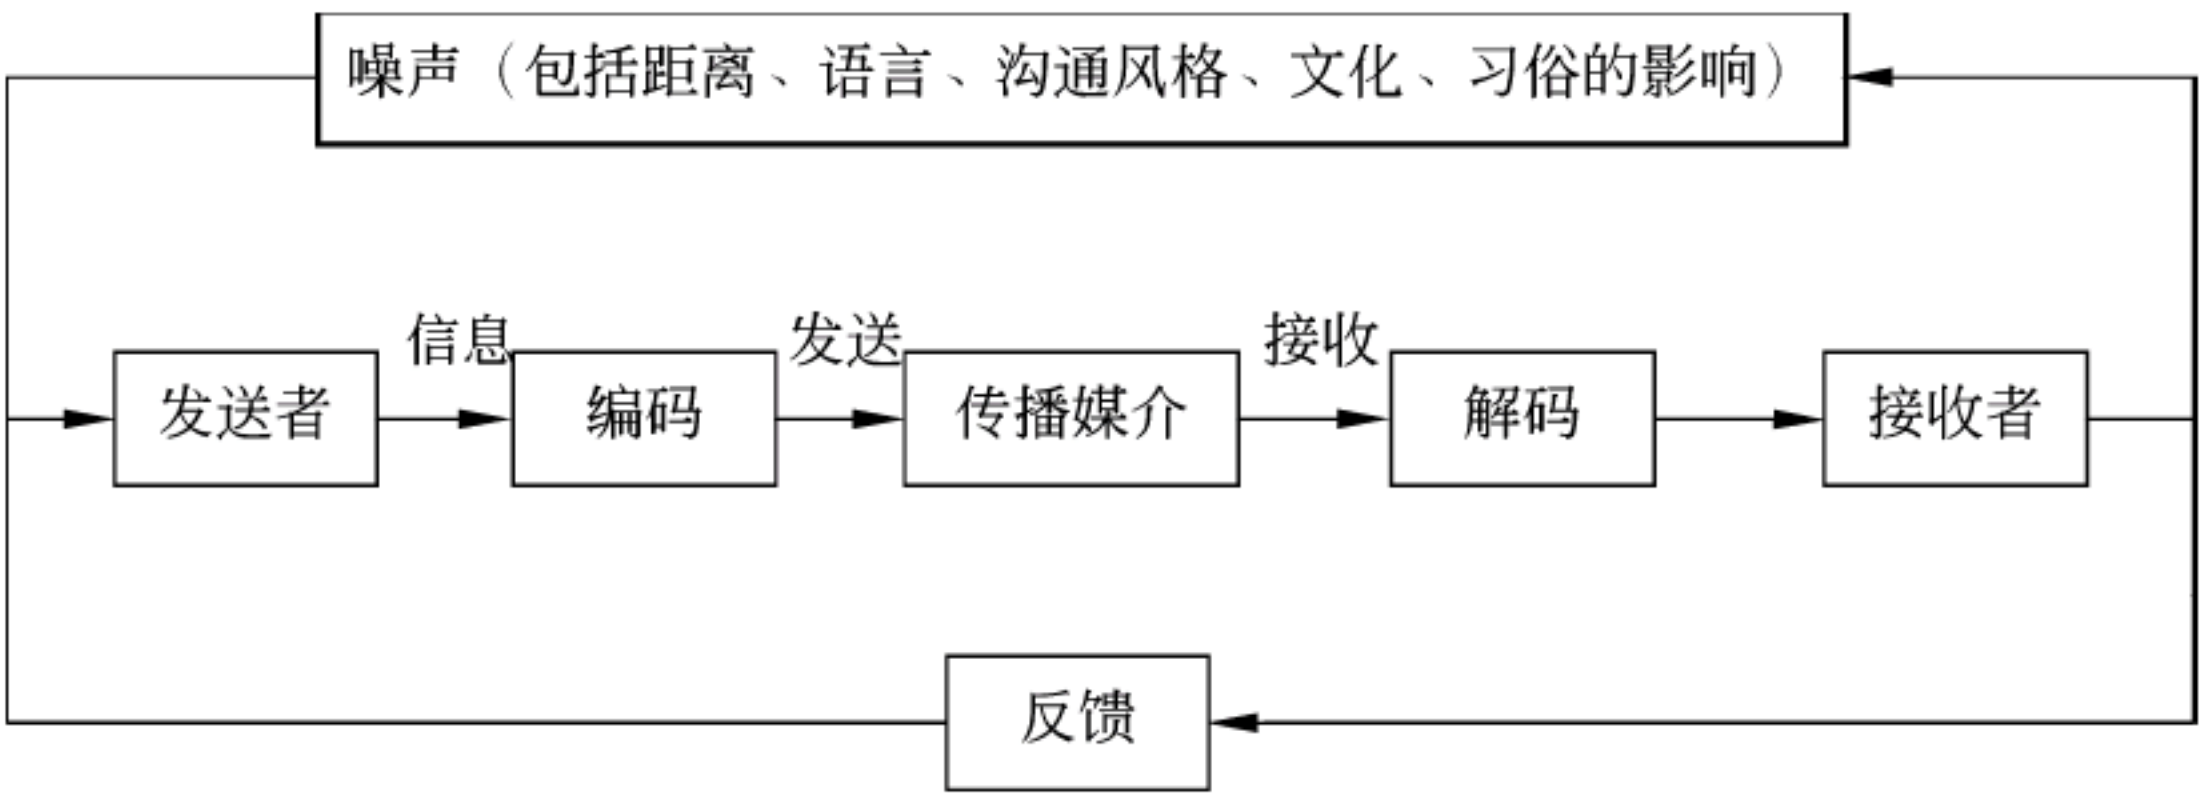 噪声（包括距离、语言、沟通风格、文化、习俗的影响）
信息
发送
接收
发送者
编码
传播媒介
解码
接收者
反馈